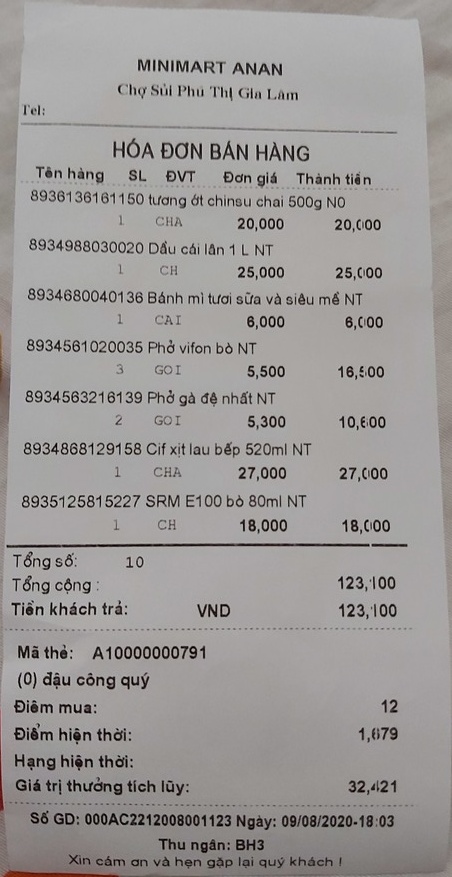 MINIMART ANAN
Chợ Sủi Phú Thị Gia Lâm
Tel:
HÓA ĐƠN BÁN HÀNG
Tên hàng SL ĐVT Đơn giá Thành tiền
8936136161150 tương ớt chinsu chai 500g N0
1 CHA 20,000 20,000
8934988030020 Dầu cái lân 1 L NT
1 CH 25,000 25,000
8934680040136 Bánh mì tươi sữa và siêu mể NT
1 CAI 6,000 6,000
8934561020035 Phở vifon bò NT
3 GOI 5,500 16,500
8934563216139 Phở gà đệ nhất NT
2 GOI 5,300 10,600
8934868129158 Cif xịt lau bếp 520ml NT
1 CHA 27,000 27,000
8935125815227 SRM E100 bò 80ml NT
1 CH 18,000 18,000
Tổng số: 10
Tổng cộng : 123,100
Tiền khách trả: VND 123,100
Mã thẻ: A10000000791
(0) đậu công quý
Điêm mua: 12
Điểm hiện thời: 1,679
Hạng hiện thời:
Giá trị thưởng tích lũy: 32,421
Số GD: 000AC2212008001123 Ngày: 09/08/2020-18:03
Thu ngân: BH3
Xin cám ơn và hẹn gặp lại quý khách !